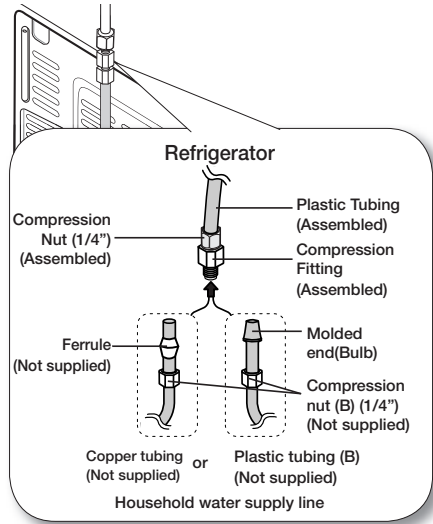 Refrigerator
Compression
Nut (1/4”)
(Assembled)
Plastic Tubing
(Assembled)
Compression
Fitting
(Assembled)
Ferrule
(Not supplied)
Molded
end(Bulb)
Compression
nut (B) (1/4”)
(Not supplied)
Copper tubing
(Not supplied)
or
Plastic tubing (B)
(Not supplied)
Household water supply line